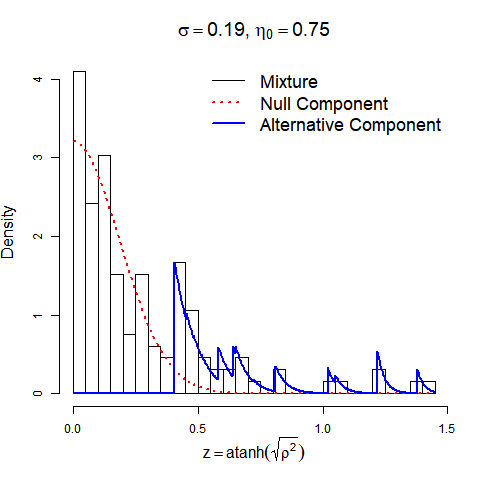 σ = 0.19, η₀ = 0.75
Mixture
Null Component
Alternative Component
Density
4
3
2
1
0
0.0 0.5 1.0 1.5
z = atanh(√ρ²)